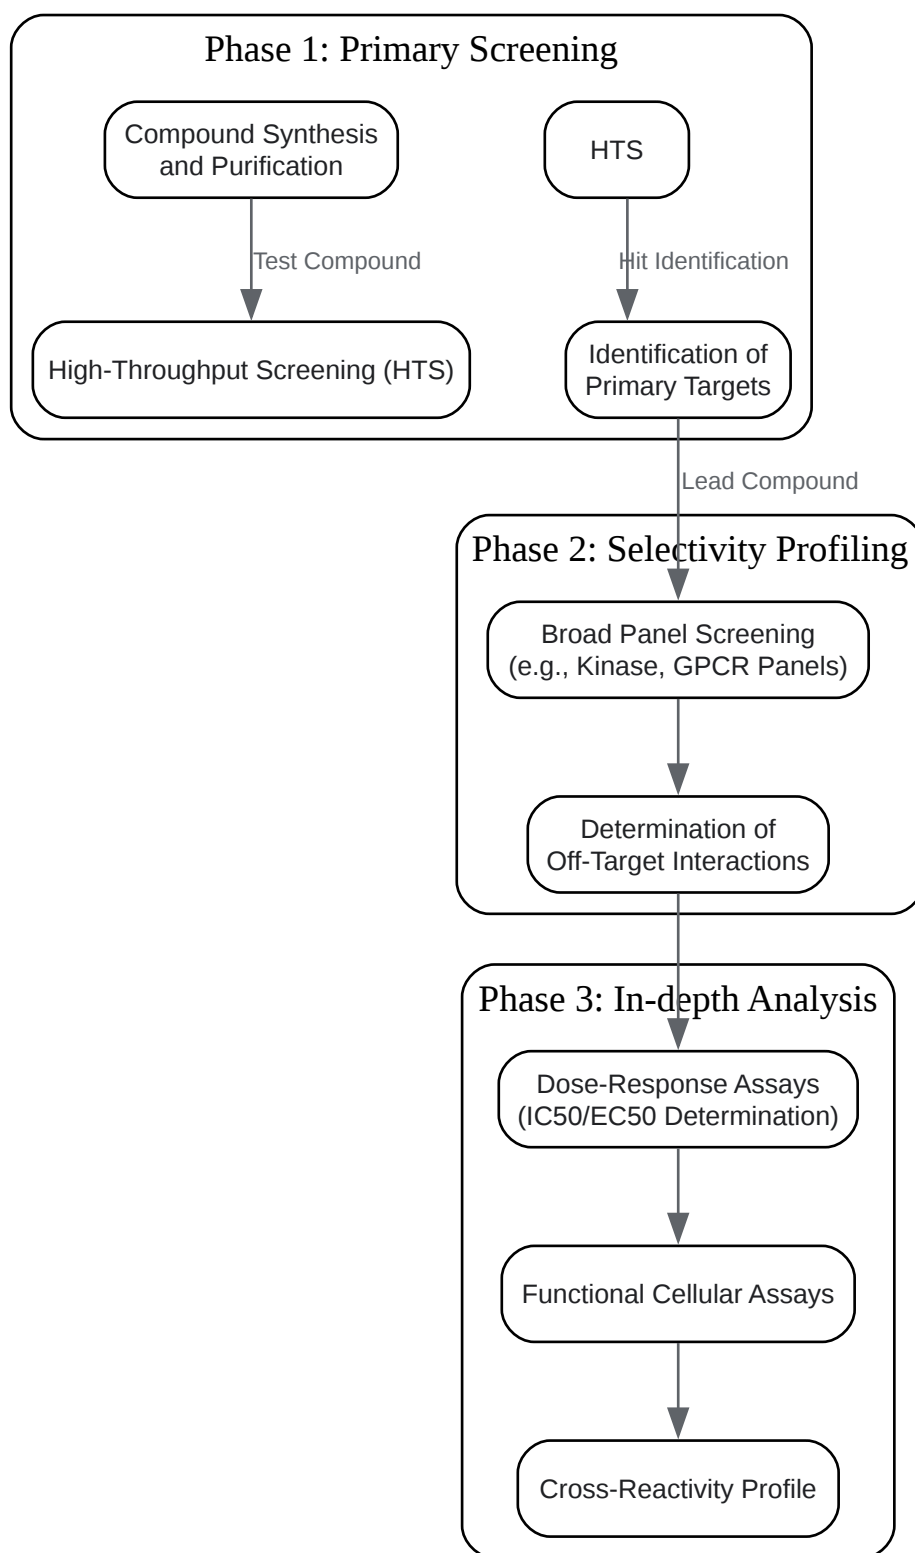 Phase 1: Primary Screening
Compound Synthesis
and Purification
HTS
Test Compound
Hit Identification
High-Throughput Screening (HTS)
Identification of
Primary Targets
Lead Compound
Phase 2: Selectivity Profiling
Broad Panel Screening
(e.g., Kinase, GPCR Panels)
Determination of
Off-Target Interactions
Phase 3: In-depth Analysis
Dose-Response Assays
(IC50/EC50 Determination)
Functional Cellular Assays
Cross-Reactivity Profile